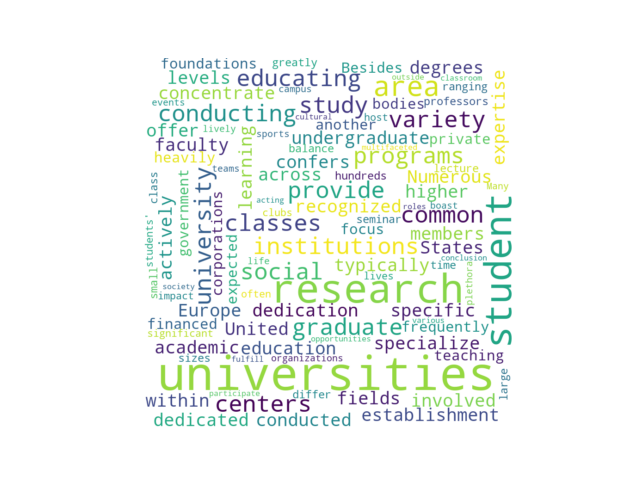 foundations greatly Besides degrees
levels educating area outside classroom ranging
concentrate campus
events conducting study bodies professors
cultural host variety expertise
offer lively sports another undergraduate private
faculty balance multifaceted
heavily learning confers programs lecture
teams across hundreds Numerous
class government university corporations provide higher Many
acting recognized roles boast common
students' actively clubs classes seminar focus members
expected institutions States student
small society life social typically time conclusion
impact often lives research plethora
Europe dedication specific
financed United graduate frequently various
significant opportunities specialize
academic education teaching
sizes fulfill organizations
universities large
participate differ fields involved
within centers
dedicated conducted establishment